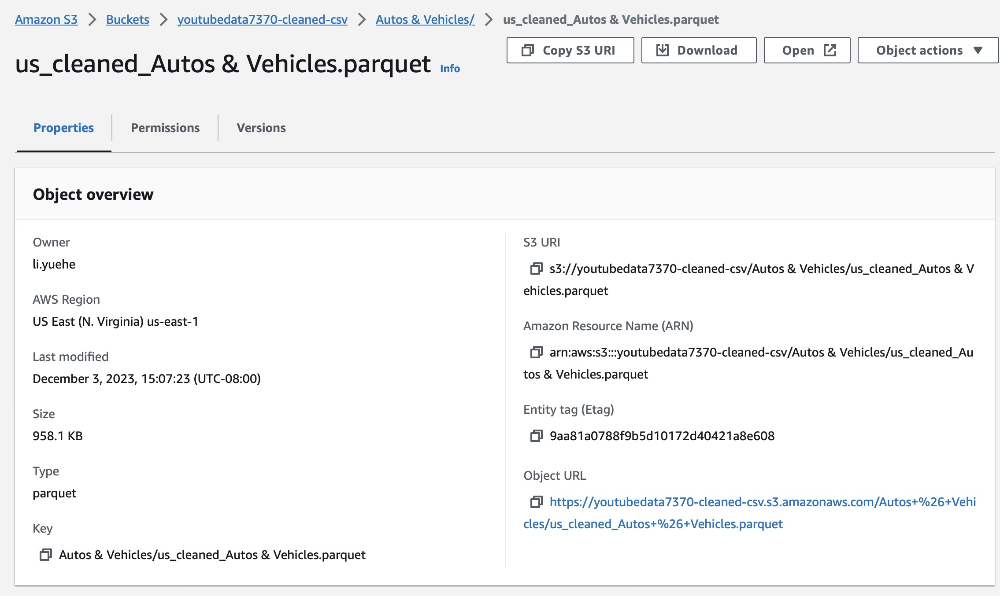 Amazon S3 > Buckets > youtubedata7370-cleaned-csv > Autos & Vehicles/ > us_cleaned_Autos & Vehicles.parquet
us_cleaned_Autos & Vehicles.parquet Info
Copy S3 URI Download Open Object actions
Properties Permissions Versions
Object overview
Owner
li.yuehe
AWS Region
US East (N. Virginia) us-east-1
Last modified
December 3, 2023, 15:07:23 (UTC-08:00)
Size
958.1 KB
Type
parquet
Key
Autos & Vehicles/us_cleaned_Autos & Vehicles.parquet
S3 URI
s3://youtubedata7370-cleaned-csv/Autos & Vehicles/us_cleaned_Autos & V
ehicles.parquet
Amazon Resource Name (ARN)
arn:aws:s3:::youtubedata7370-cleaned-csv/Autos & Vehicles/us_cleaned_Au
tos & Vehicles.parquet
Entity tag (Etag)
9aa81a0788f9b5d10172d40421a8e608
Object URL
https://youtubedata7370-cleaned-csv.s3.amazonaws.com/Autos+%26+Vehi
cles/us_cleaned_Autos+%26+Vehicles.parquet